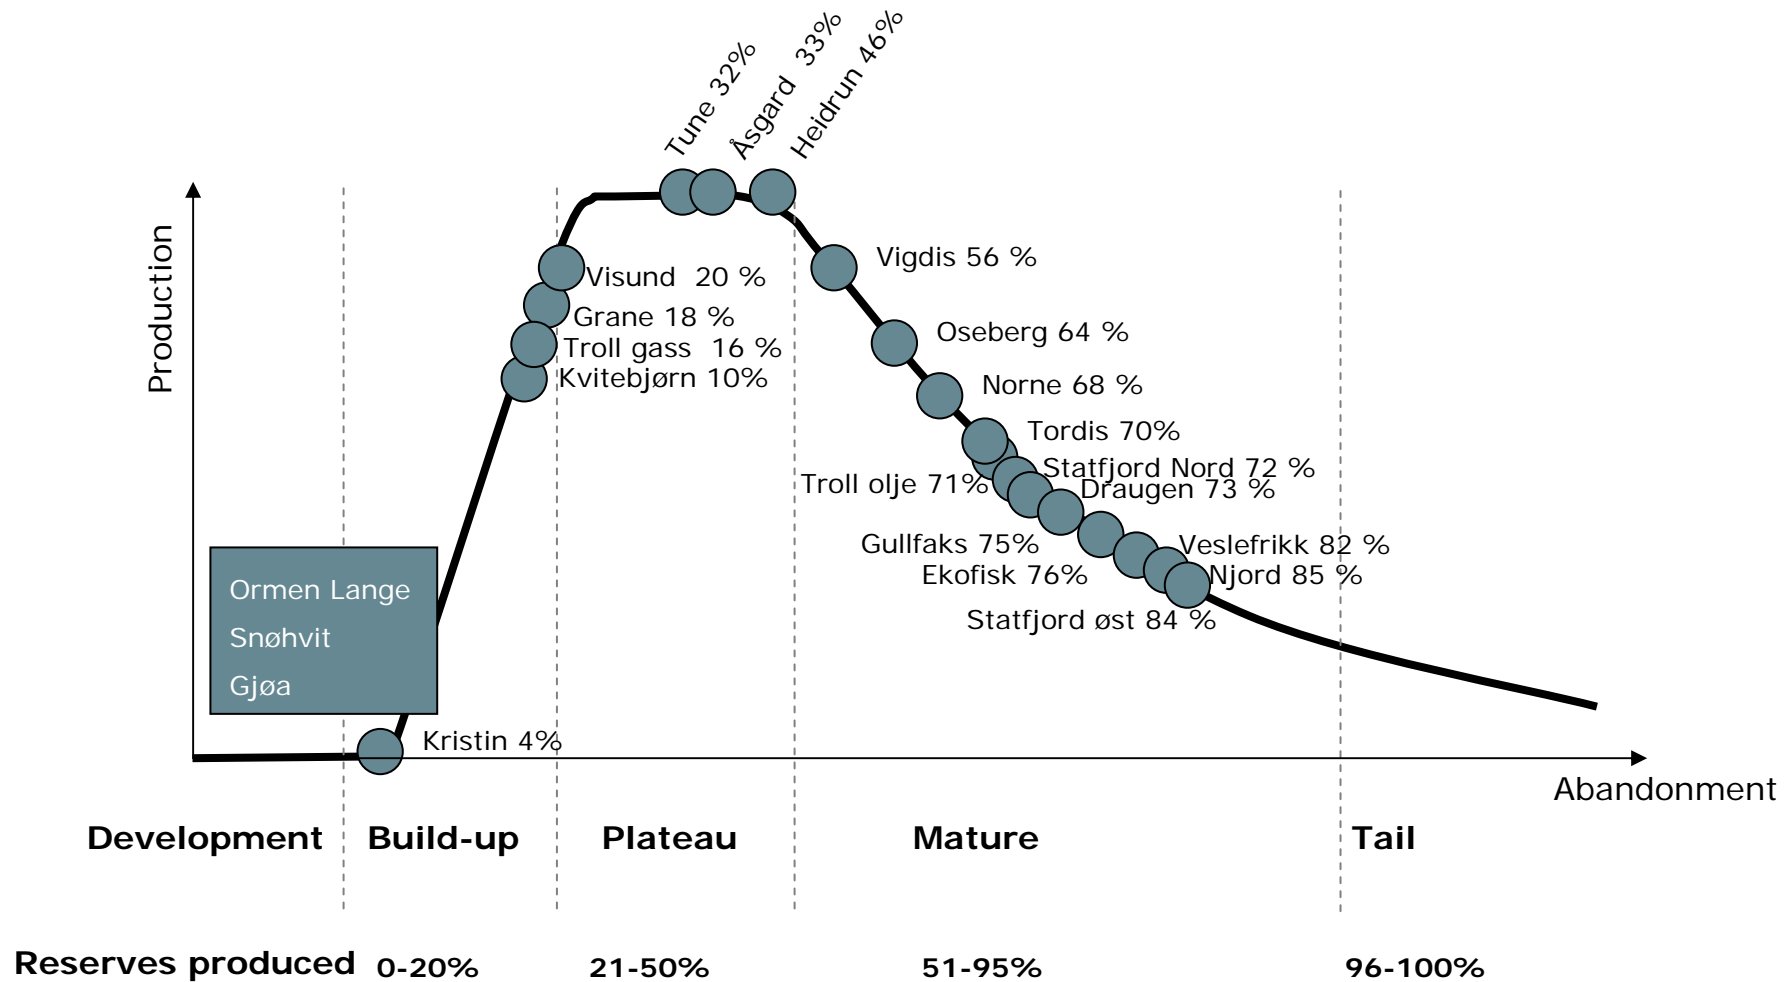 Tune 32%
Åsgard  33%
Heidrun 46%
Production
Visund  20 %
Grane 18 %
Troll gass  16 %
Kvitebjørn 10%
Vigdis 56 %
Oseberg 64 %
Norne 68 %
Tordis 70%
Statfjord Nord 72 %
Troll olje 71%
Draugen 73 %
Gullfaks 75%
Veslefrikk 82 %
Ekofisk 76%
Njord 85 %
Statfjord øst 84 %
Ormen Lange
Snøhvit
Gjøa
Kristin 4%
Abandonment
Development Build-up Plateau Mature Tail
Reserves produced 0-20% 21-50% 51-95% 96-100%